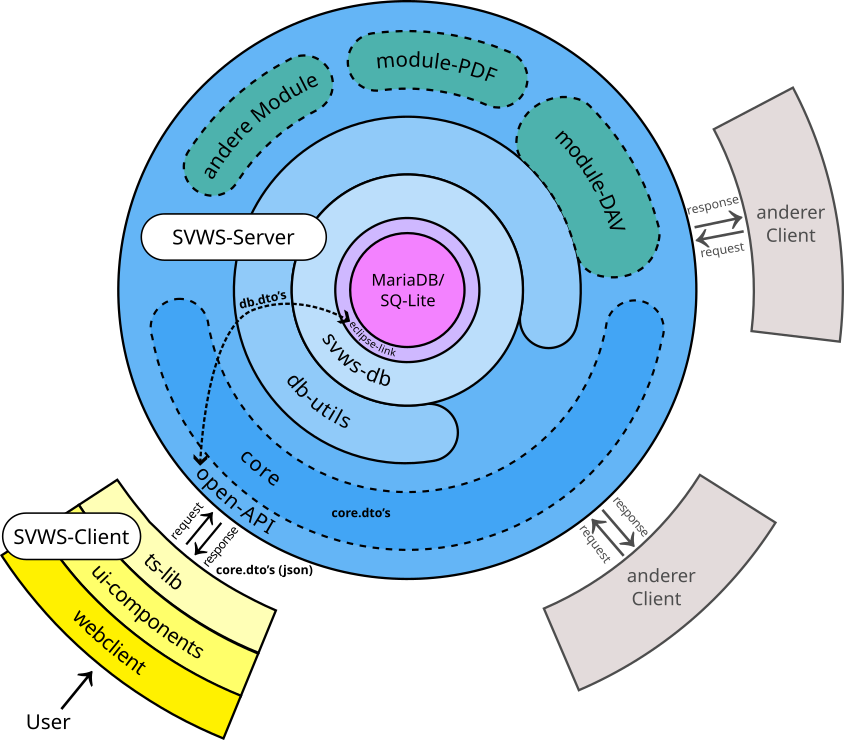 module-PDF
andere Module
module-DAV
SVWS-Server
MariaDB/
SQ-Lite
eclipse-link
db.dto's
svws-db
db-utils
core
open-API
core.dto's
response
request
anderer
Client
request
response
core.dto's (json)
response
request
anderer
Client
SVWS-Client
ts-lib
ui-components
webclient
User